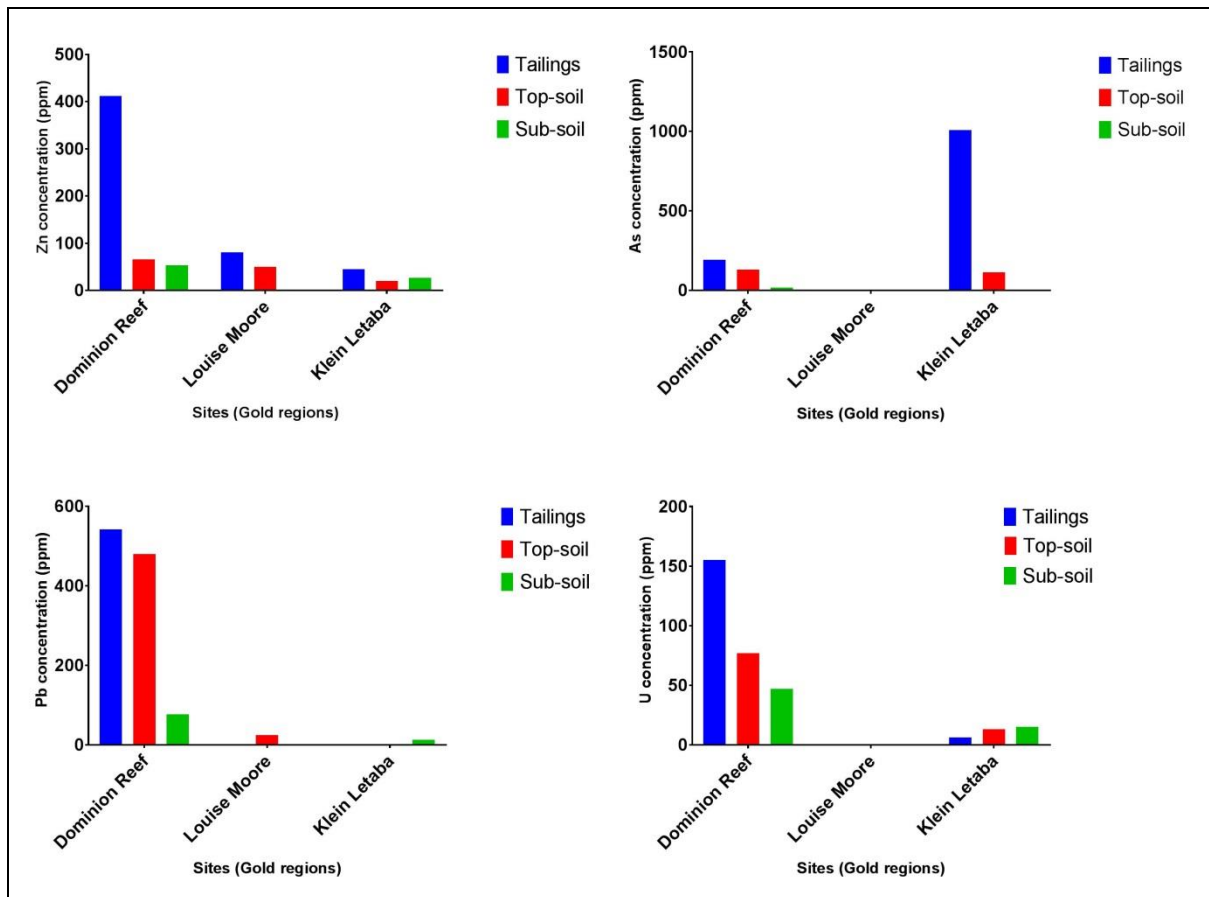 Zn concentration (ppm)
500
400
300
200
100
0
Dominion Reef
Louise Moore
Klein Letaba
Sites (Gold regions)
Tailings
Top-soil
Sub-soil
As concentration (ppm)
1500
1000
500
0
Dominion Reef
Louise Moore
Klein Letaba
Sites (Gold regions)
Tailings
Top-soil
Sub-soil
Pb concentration (ppm)
600
400
200
0
Dominion Reef
Louise Moore
Klein Letaba
Sites (Gold regions)
Tailings
Top-soil
Sub-soil
U concentration (ppm)
200
150
100
50
0
Dominion Reef
Louise Moore
Klein Letaba
Sites (Gold regions)
Tailings
Top-soil
Sub-soil